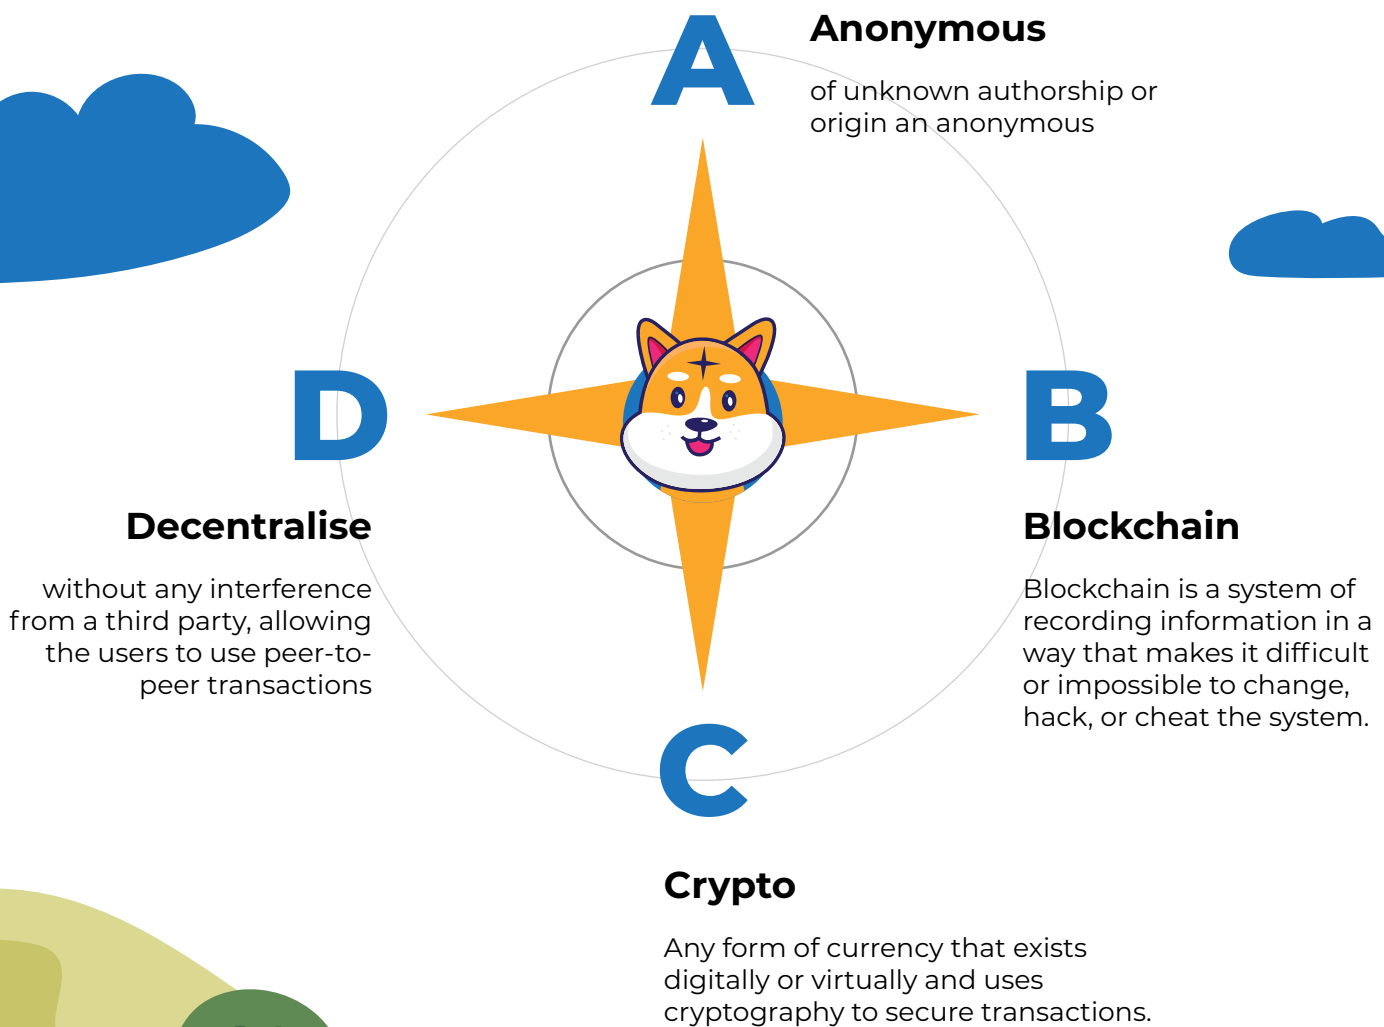 A
Anonymous
of unknown authorship or
origin an anonymous
D
Decentralise
without any interference
from a third party, allowing
the users to use peer-to-
peer transactions
B
Blockchain
Blockchain is a system of
recording information in a
way that makes it difficult
or impossible to change,
hack, or cheat the system.
C
Crypto
Any form of currency that exists
digitally or virtually and uses
cryptography to secure transactions.